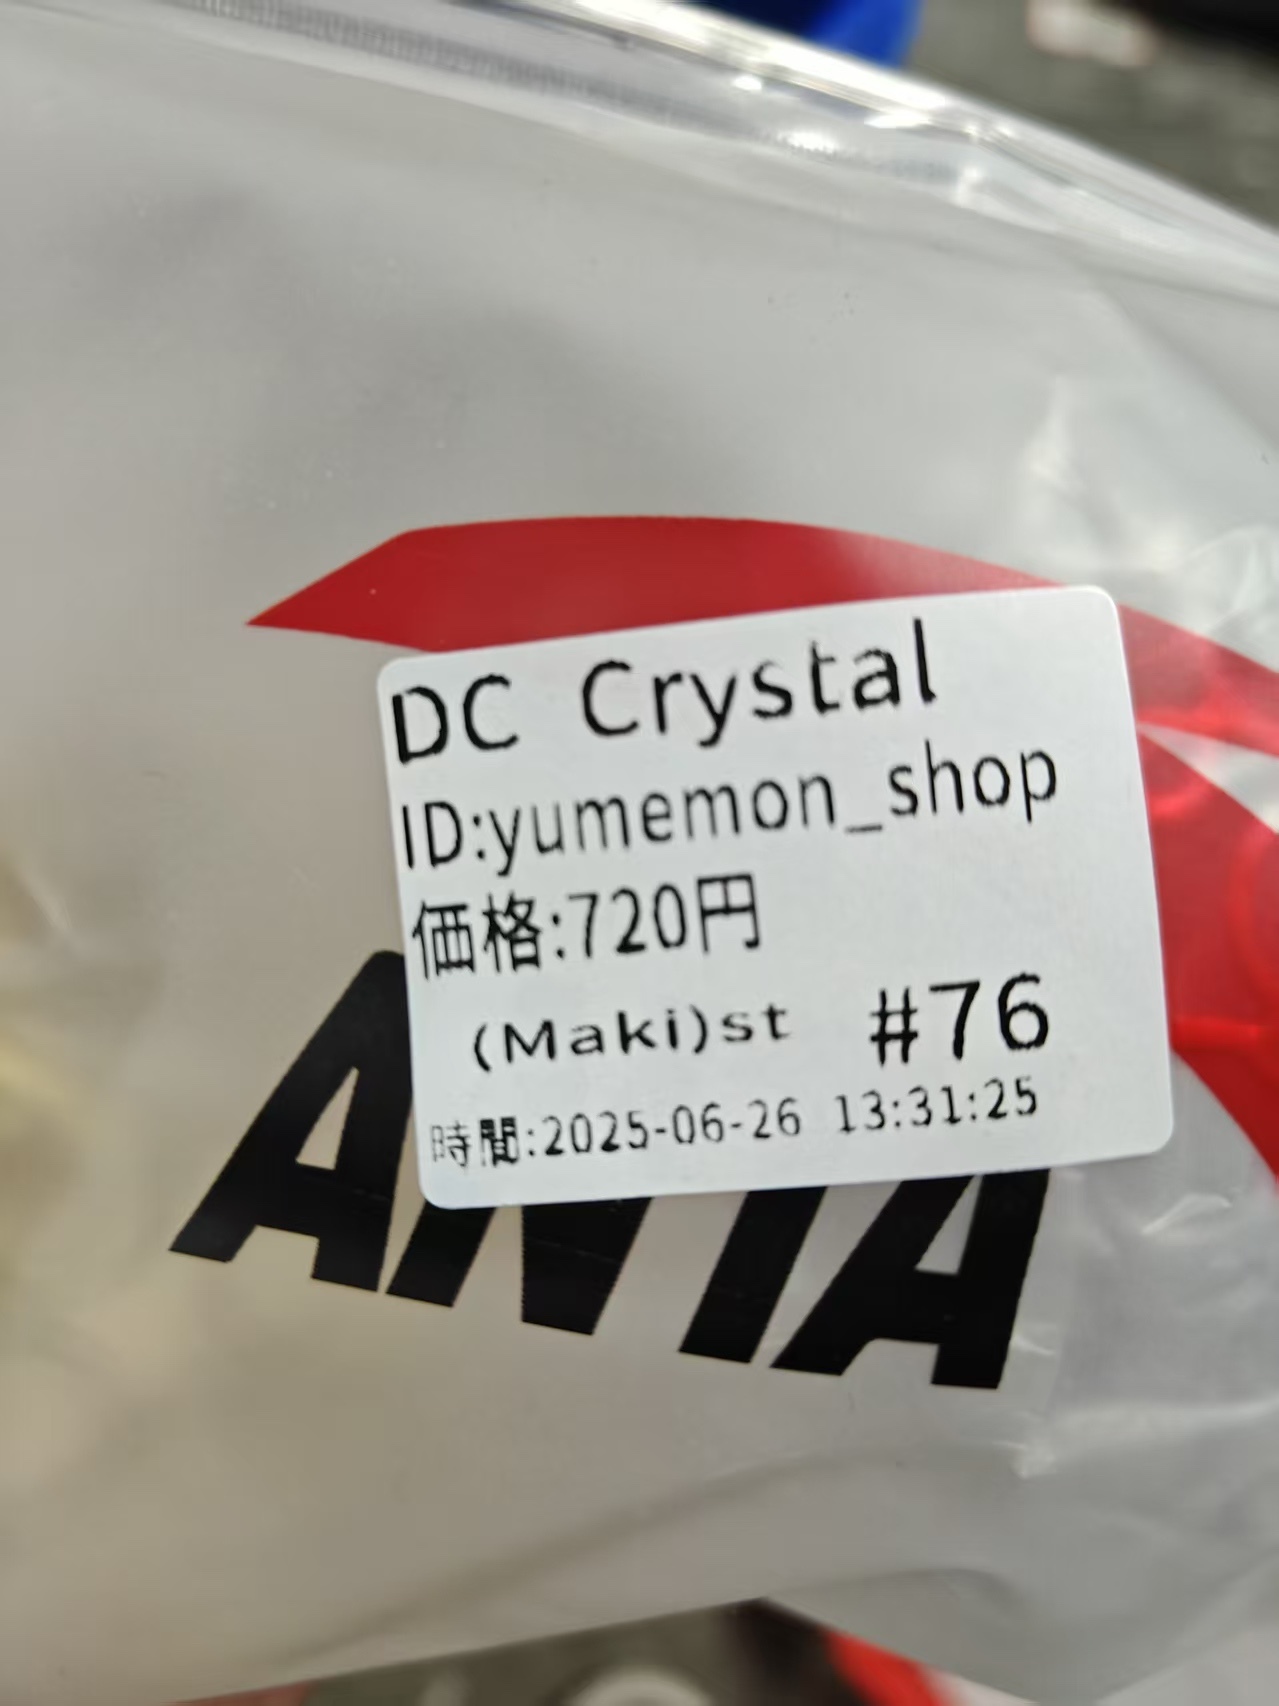 DC Crystal
ID:yumemon_shop
価格:720円
(Maki)st #76
時間:2025-06-26 13:31:25
ANTA